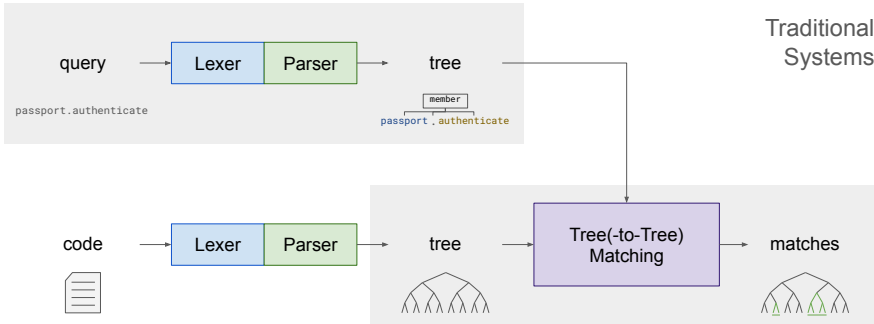 Traditional
Systems
query
Lexer
Parser
tree
passport.authenticate
member
passport . authenticate
code
Lexer
Parser
tree
Tree(-to-Tree)
Matching
matches